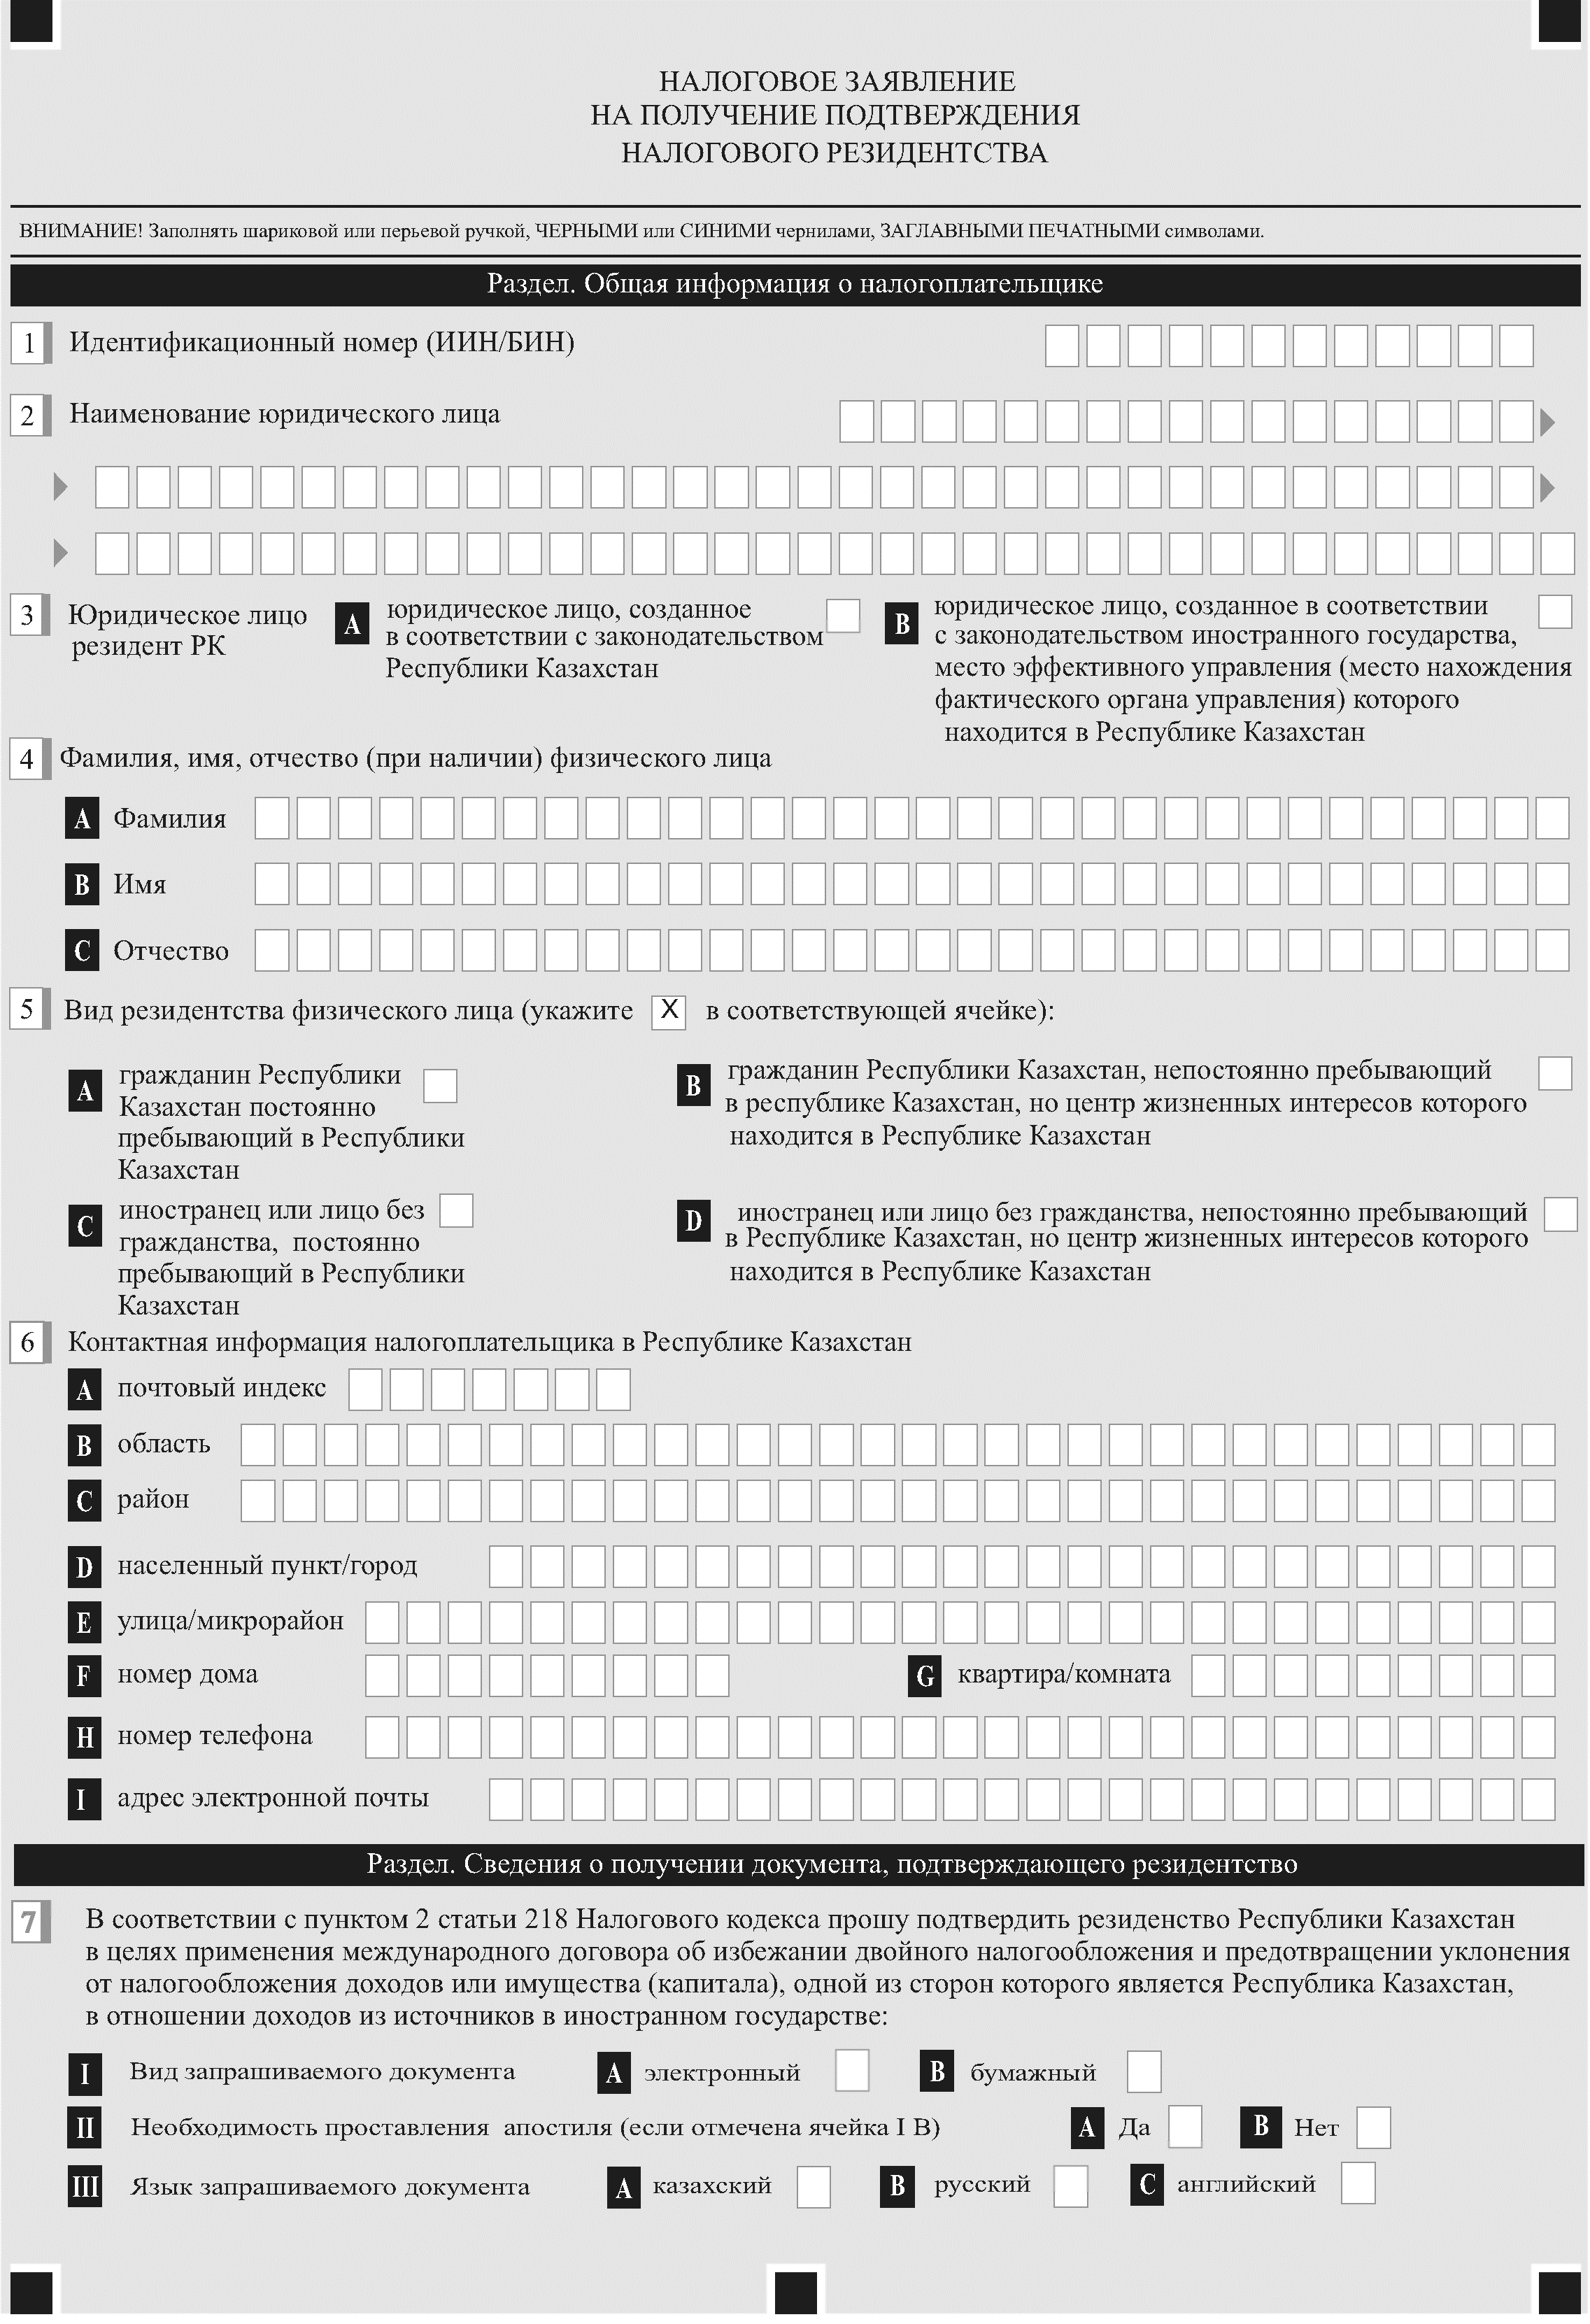 НАЛОГОВОЕ ЗАЯВЛЕНИЕ
НА ПОЛУЧЕНИЕ ПОДТВЕРЖДЕНИЯ
НАЛОГОВОГО РЕЗИДЕНТСТВА
ВНИМАНИЕ! Заполнять шариковой или перьевой ручкой, ЧЕРНЫМИ или СИНИМИ чернилами, ЗАГЛАВНЫМИ ПЕЧАТНЫМИ символами.
Раздел. Общая информация о налогоплательщике
1 Идентификационный номер (ИИН/БИН)
2 Наименование юридического лица
3 Юридическое лицо
резидент РК
A юридическое лицо, созданное
в соответствии с законодательством
Республики Казахстан
B юридическое лицо, созданное в соответствии
с законодательством иностранного государства,
место эффективного управления (место нахождения
фактического органа управления) которого
находится в Республике Казахстан
4 Фамилия, имя, отчество (при наличии) физического лица
A Фамилия
B Имя
C Отчество
5 Вид резидентства физического лица (укажите X в соответствующей ячейке):
A гражданин Республики
Казахстан постоянно
пребывающий в Республики
Казахстан
B гражданин Республики Казахстан, непостоянно пребывающий
в республике Казахстан, но центр жизненных интересов которого
находится в Республике Казахстан
C иностранец или лицо без
гражданства, постоянно
пребывающий в Республики
Казахстан
D иностранец или лицо без гражданства, непостоянно пребывающий
в Республике Казахстан, но центр жизненных интересов которого
находится в Республике Казахстан
6 Контактная информация налогоплательщика в Республике Казахстан
A почтовый индекс
B область
C район
D населенный пункт/город
E улица/микрорайон
F номер дома G квартира/комната
H номер телефона
I адрес электронной почты
Раздел. Сведения о получении документа, подтверждающего резидентство
7 В соответствии с пунктом 2 статьи 218 Налогового кодекса прошу подтвердить резиденство Республики Казахстан
в целях применения международного договора об избежании двойного налогообложения и предотвращении уклонения
от налогообложения доходов или имущества (капитала), одной из сторон которого является Республика Казахстан,
в отношении доходов из источников в иностранном государстве:
I Вид запрашиваемого документа A электронный B бумажный
II Необходимость проставления апостиля (если отмечена ячейка I B) A Да B Нет
III Язык запрашиваемого документа A казахский B русский C английский